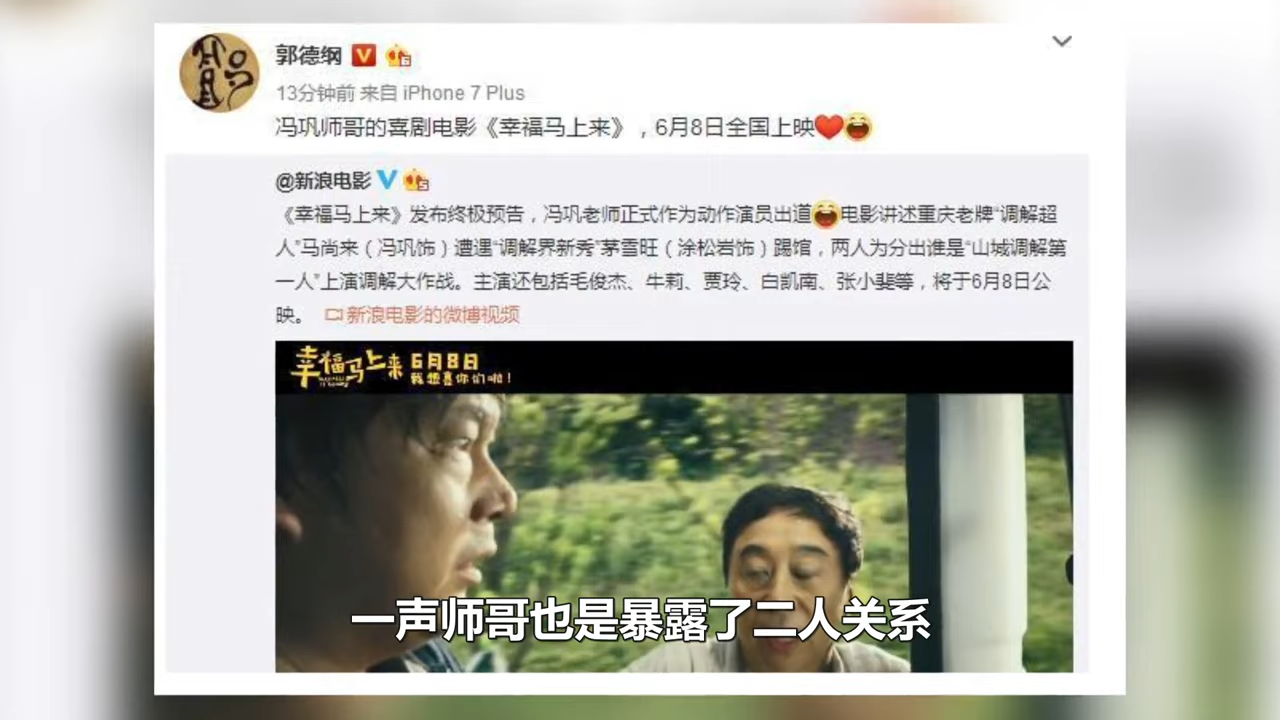 郭德纲
13分钟前 来自 iPhone 7 Plus
冯巩师哥的喜剧电影《幸福马上来》，6月8日全国上映
@新浪电影
《幸福马上来》发布终极预告，冯巩老师正式作为动作演员出道 电影讲述重庆老牌“调解超
人”马尚来（冯巩饰）遭遇“调解界新秀”茅雪旺（涂松岩饰）踢馆，两人为分出谁是“山城调解第
一人”上演调解大作战。主演还包括毛俊杰、牛莉、贾玲、白凯南、张小斐等，将于6月8日公
映。 新浪电影的微博视频
幸福马上来 6月8日
我想喜你们啦！
一声师哥也是暴露了二人关系